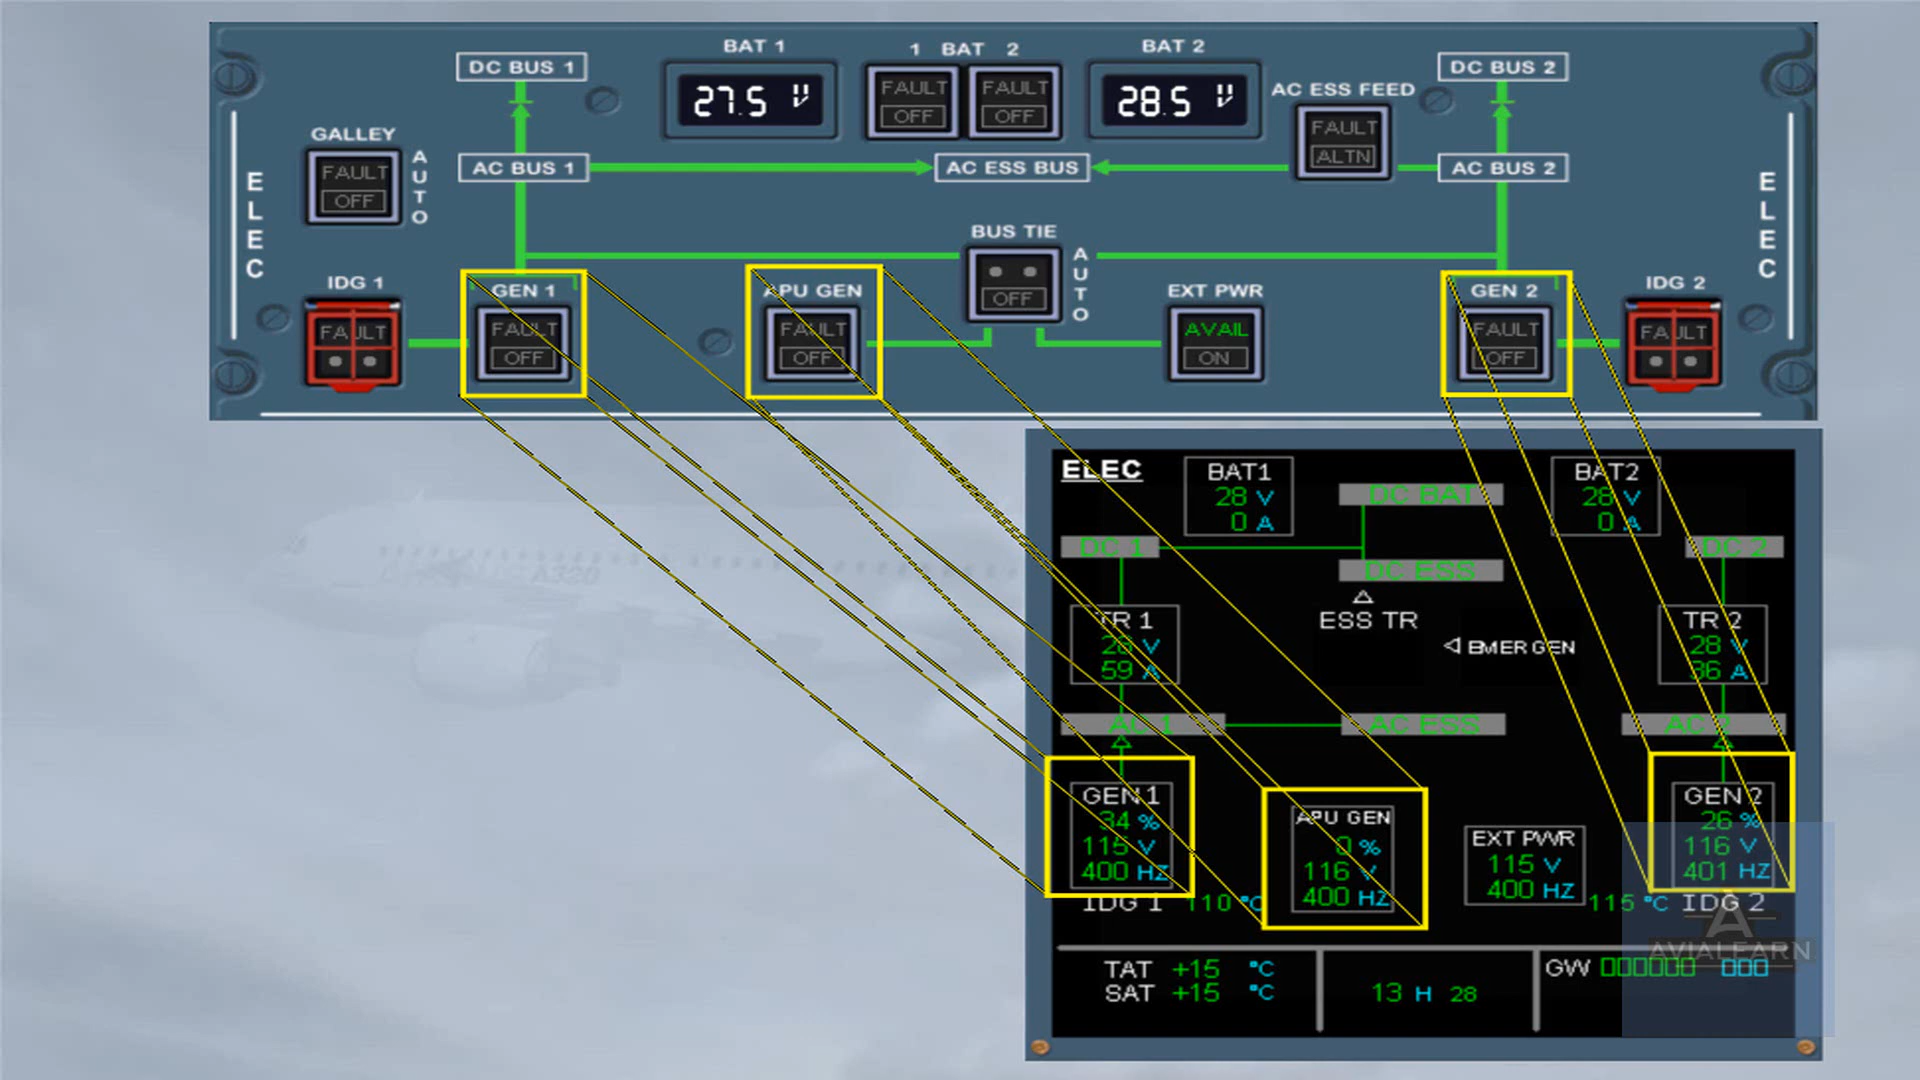 BAT 1
1 BAT 2
BAT 2
DC BUS 1
27.5 V
FAULT
OFF
FAULT
OFF
28.5 V
DC BUS 2
AC ESS FEED
FAULT
ALTN
GALLEY
FAULT
OFF
AUTO
AC BUS 1
AC ESS BUS
AC BUS 2
ELEC
ELEC
BUS TIE
OFF
AUTO
IDG 1
FAULT
GEN 1
FAULT
OFF
APU GEN
FAULT
OFF
EXT PWR
AVAIL
ON
GEN 2
FAULT
OFF
IDG 2
FAULT
ELEC
BAT1
28 V
0 A
DC BAT
BAT2
28 V
0 A
DC 1
DC 2
DC ESS
TR 1
28 V
59 A
ESS TR
EMER GEN
TR 2
28 V
36 A
AC 1
AC ESS
AC 2
GEN 1
34 %
115 V
400 HZ
APU GEN
0 %
116 V
400 HZ
EXT PWR
115 V
400 HZ
GEN 2
26 %
116 V
401 HZ
IDG 1 110 °C
115 °C IDG 2
TAT +15 °C
SAT +15 °C
13 H 28
GW
AVIALEARN
A320